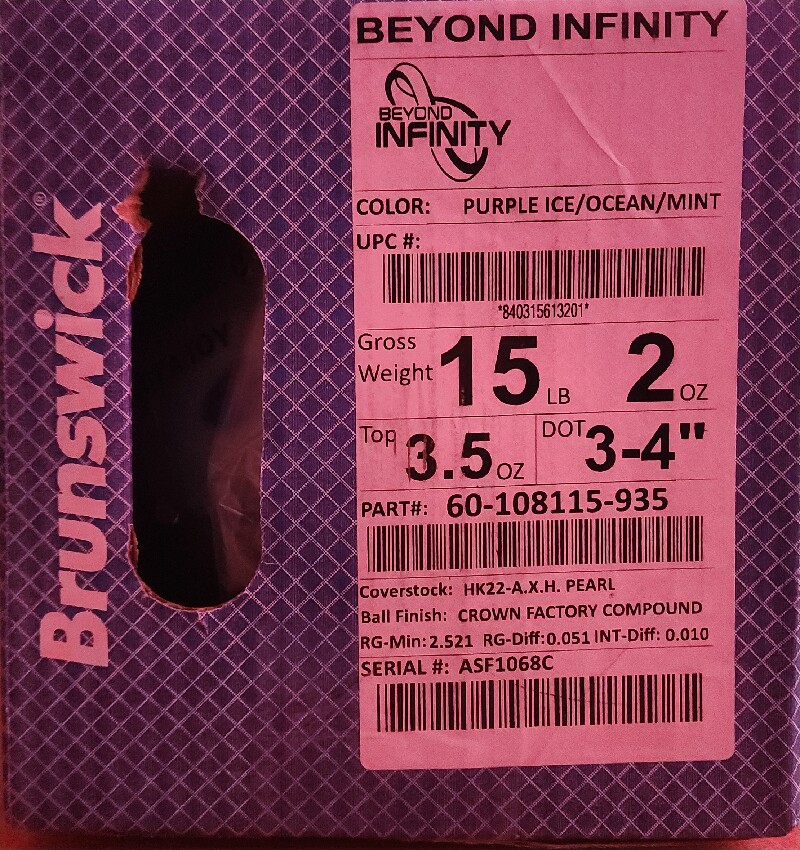 Brunswick®
BEYOND INFINITY
BEYOND
INFINITY
COLOR: PURPLE ICE/OCEAN/MINT
UPC #:
*840315613201*
Gross
Weight 15 LB 2 OZ
Top 3.5 OZ DOT 3-4"
PART#: 60-108115-935
Coverstock: HK22-A.X.H. PEARL
Ball Finish: CROWN FACTORY COMPOUND
RG-Min: 2.521 RG-Diff: 0.051 INT-Diff: 0.010
SERIAL #: ASF1068C